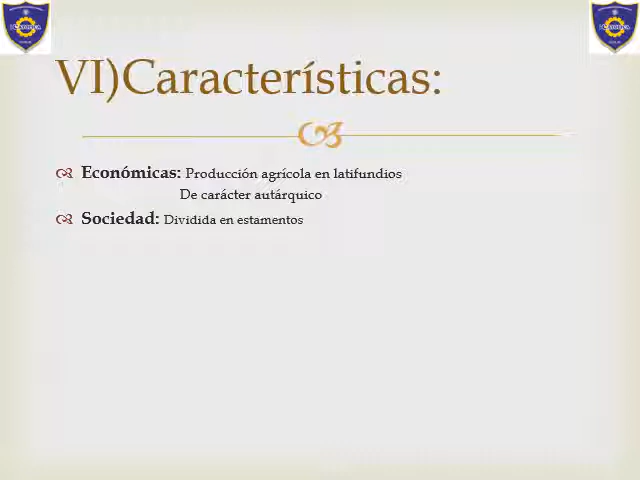 VI)Características:
Económicas: Producción agrícola en latifundios
De carácter autárquico
Sociedad: Dividida en estamentos